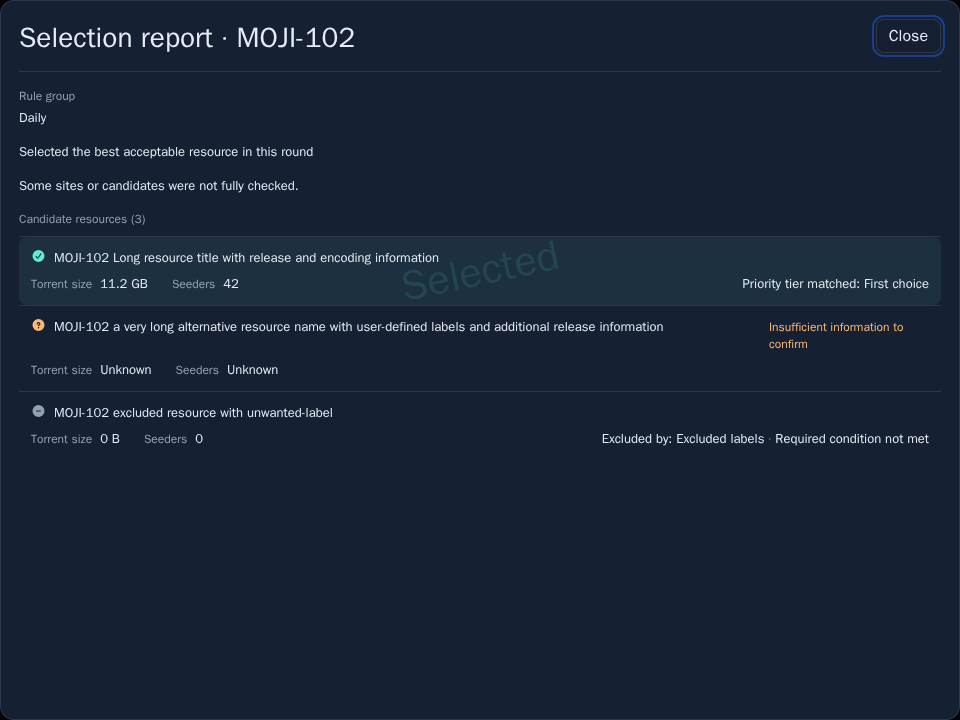 Selection report · MOJI-102
Close
Rule group
Daily
Selected the best acceptable resource in this round
Some sites or candidates were not fully checked.
Candidate resources (3)
MOJI-102 Long resource title with release and encoding information
Selected
Torrent size 11.2 GB Seeders 42
Priority tier matched: First choice
MOJI-102 a very long alternative resource name with user-defined labels and additional release information
Insufficient information to
confirm
Torrent size Unknown Seeders Unknown
MOJI-102 excluded resource with unwanted-label
Torrent size 0 B Seeders 0
Excluded by: Excluded labels · Required condition not met